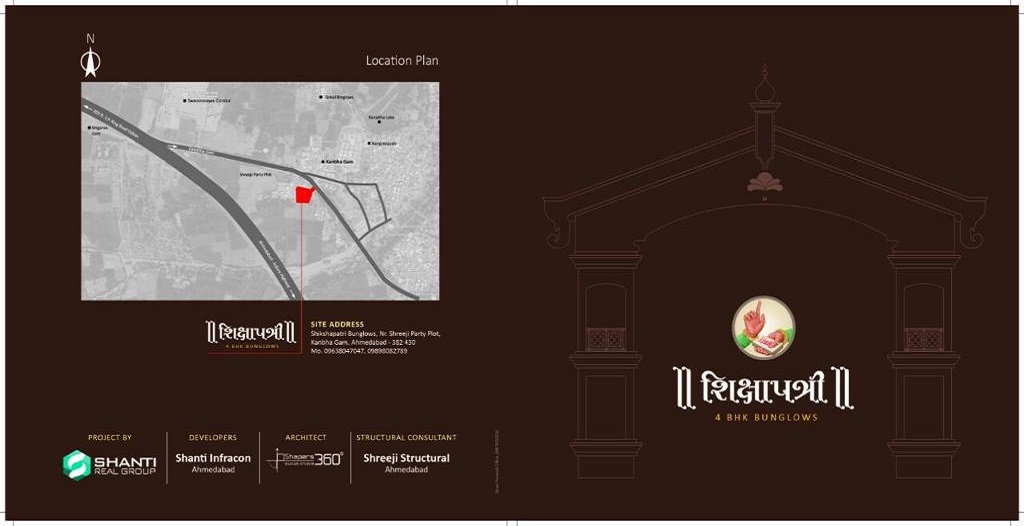 N
Location Plan
Kanbha Gam
Shreeji Party Plot
॥ शिक्षापत्री ॥
4 BHK BUNGLOWS
SITE ADDRESS
Shikshapatri Bunglows, Nr. Shreeji Party Plot,
Kanbha Gam, Ahmedabad - 382 430
Mo. 09638047047, 09898082789
PROJECT BY
SHANTI
REAL GROUP
DEVELOPERS
Shanti Infracon
Ahmedabad
ARCHITECT
Shapers
360°
STRUCTURAL CONSULTANT
Shreeji Structural
Ahmedabad
॥ शिक्षापत्री ॥
4 BHK BUNGLOWS